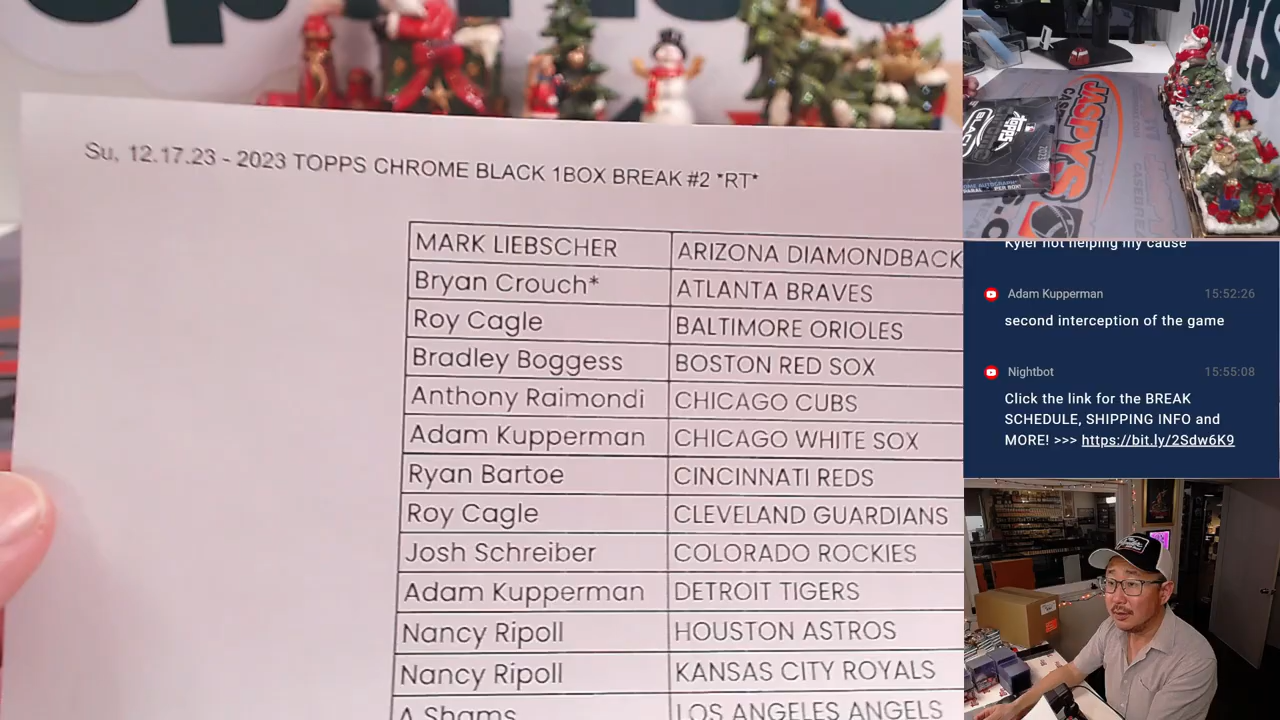 Su, 12.17.23 - 2023 TOPPS CHROME BLACK 1BOX BREAK #2 *RT*
MARK LIEBSCHER ARIZONA DIAMONDBACK
Bryan Crouch* ATLANTA BRAVES
Roy Cagle BALTIMORE ORIOLES
Bradley Boggess BOSTON RED SOX
Anthony Raimondi CHICAGO CUBS
Adam Kupperman CHICAGO WHITE SOX
Ryan Bartoe CINCINNATI REDS
Roy Cagle CLEVELAND GUARDIANS
Josh Schreiber COLORADO ROCKIES
Adam Kupperman DETROIT TIGERS
Nancy Ripoll HOUSTON ASTROS
Nancy Ripoll KANSAS CITY ROYALS
A Shams LOS ANGELES ANGELS
topps
JASPYS
Kyler not helping my cause
Adam Kupperman 15:52:26
second interception of the game
Nightbot 15:55:08
Click the link for the BREAK
SCHEDULE, SHIPPING INFO and
MORE! >>> https://bit.ly/2Sdw6K9